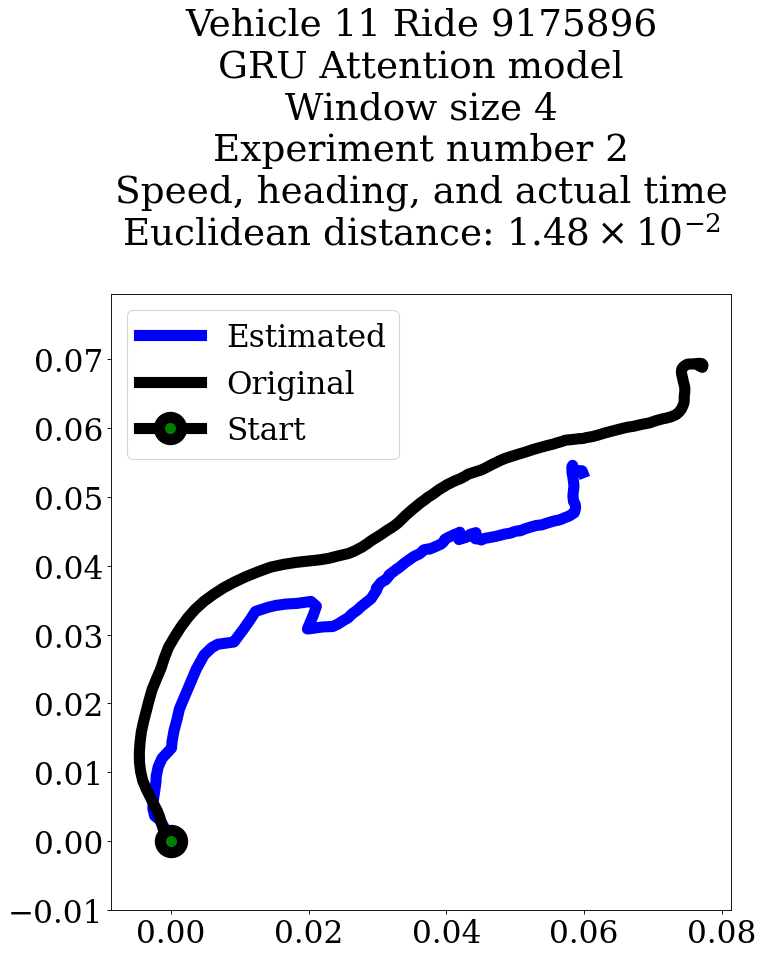 Vehicle 11 Ride 9175896
GRU Attention model
Window size 4
Experiment number 2
Speed, heading, and actual time
Euclidean distance: 1.48 × 10⁻²
Estimated
Original
Start
0.07
0.06
0.05
0.04
0.03
0.02
0.01
0.00
−0.01
0.00 0.02 0.04 0.06 0.08